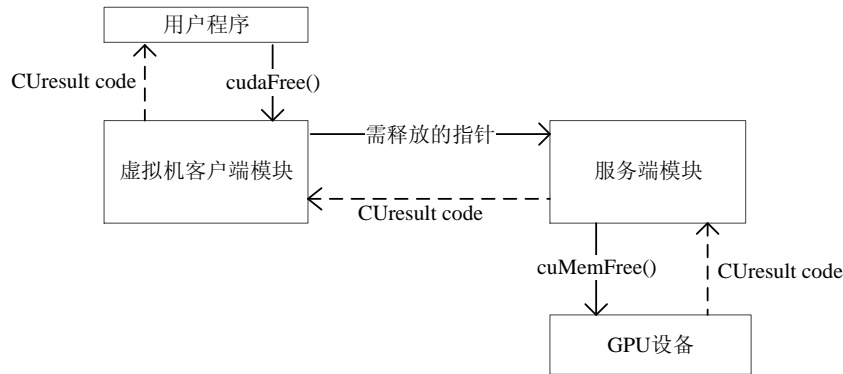 用户程序
CUresult code
cudaFree()
虚拟机客户端模块
需释放的指针
服务端模块
CUresult code
cuMemFree()
CUresult code
GPU设备